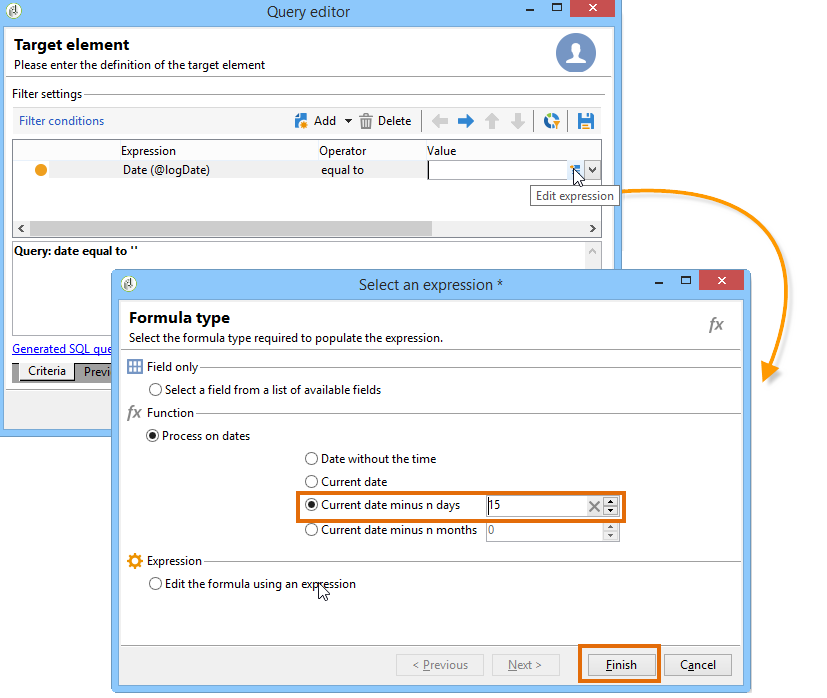 Query editor
Target element
Please enter the definition of the target element
Filter settings
Filter conditions Add Delete
Expression Operator Value
Date (@logDate) equal to
Edit expression
Query: date equal to ''
Generated SQL que
Criteria Previ
Select an expression *
Formula type
Select the formula type required to populate the expression.
fx
Field only
Select a field from a list of available fields
fx Function
Process on dates
Date without the time
Current date
Current date minus n days 15
Current date minus n months 0
Expression
Edit the formula using an expression
< Previous Next > Finish Cancel